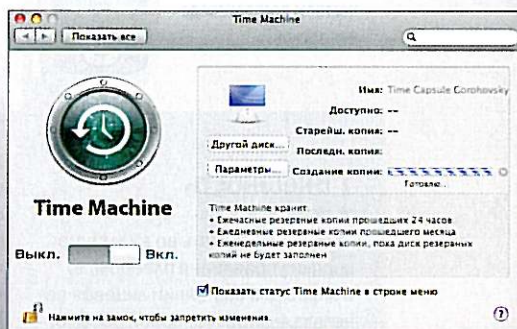 Time Machine
Показать все
Имя: Time Capsule Gorohovsky
Доступно: --
Старейш. копия: --
Другой диск...
Последн. копия:
Параметры...
Создание копии:
Готовлю...
Time Machine
Time Machine хранит:
• Ежечасные резервные копии прошедших 24 часов
• Ежедневные резервные копии прошедшего месяца
• Еженедельные резервные копии, пока диск резервных
копий не будет заполнен
Выкл. Вкл.
Показать статус Time Machine в строке меню
Нажмите на замок, чтобы запретить изменения.
?